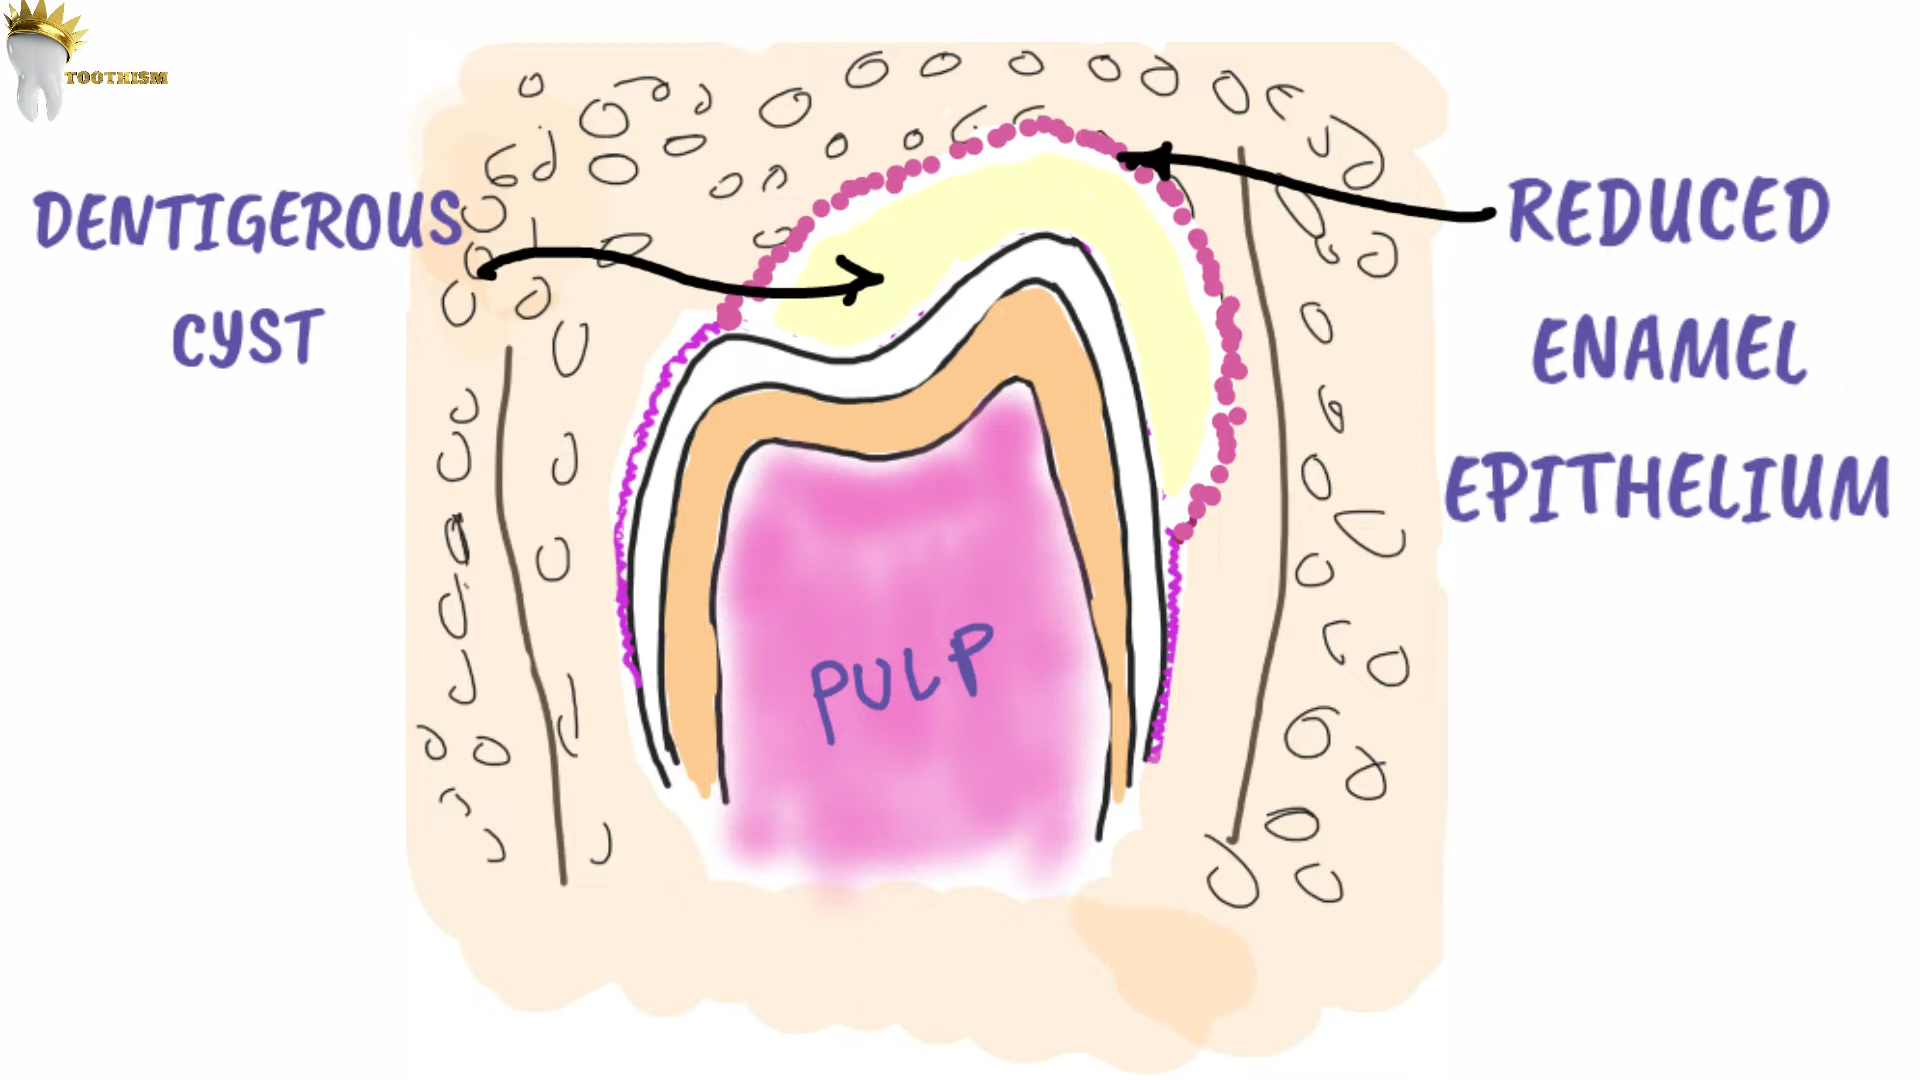 TOOTHISM
DENTIGEROUS
CYST
REDUCED
ENAMEL
EPITHELIUM
PULP